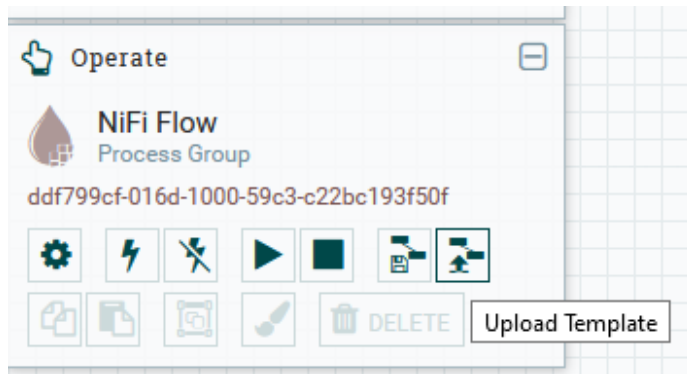 Operate
NiFi Flow
Process Group
ddf799cf-016d-1000-59c3-c22bc193f50f
DELETE
Upload Template